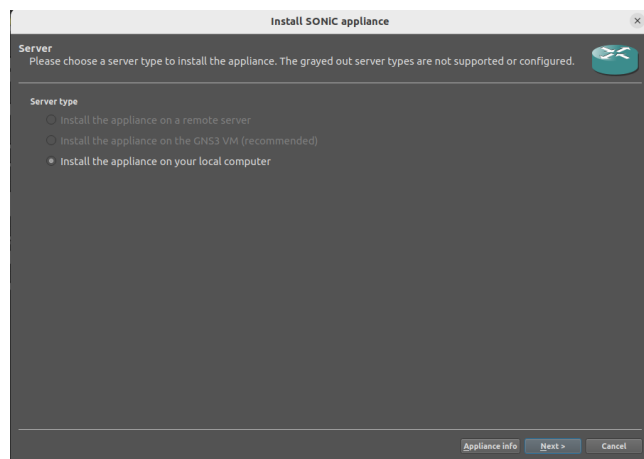 Install SONiC appliance
Server
Please choose a server type to install the appliance. The grayed out server types are not supported or configured.
Server type
Install the appliance on a remote server
Install the appliance on the GNS3 VM (recommended)
Install the appliance on your local computer
Appliance info
Next >
Cancel